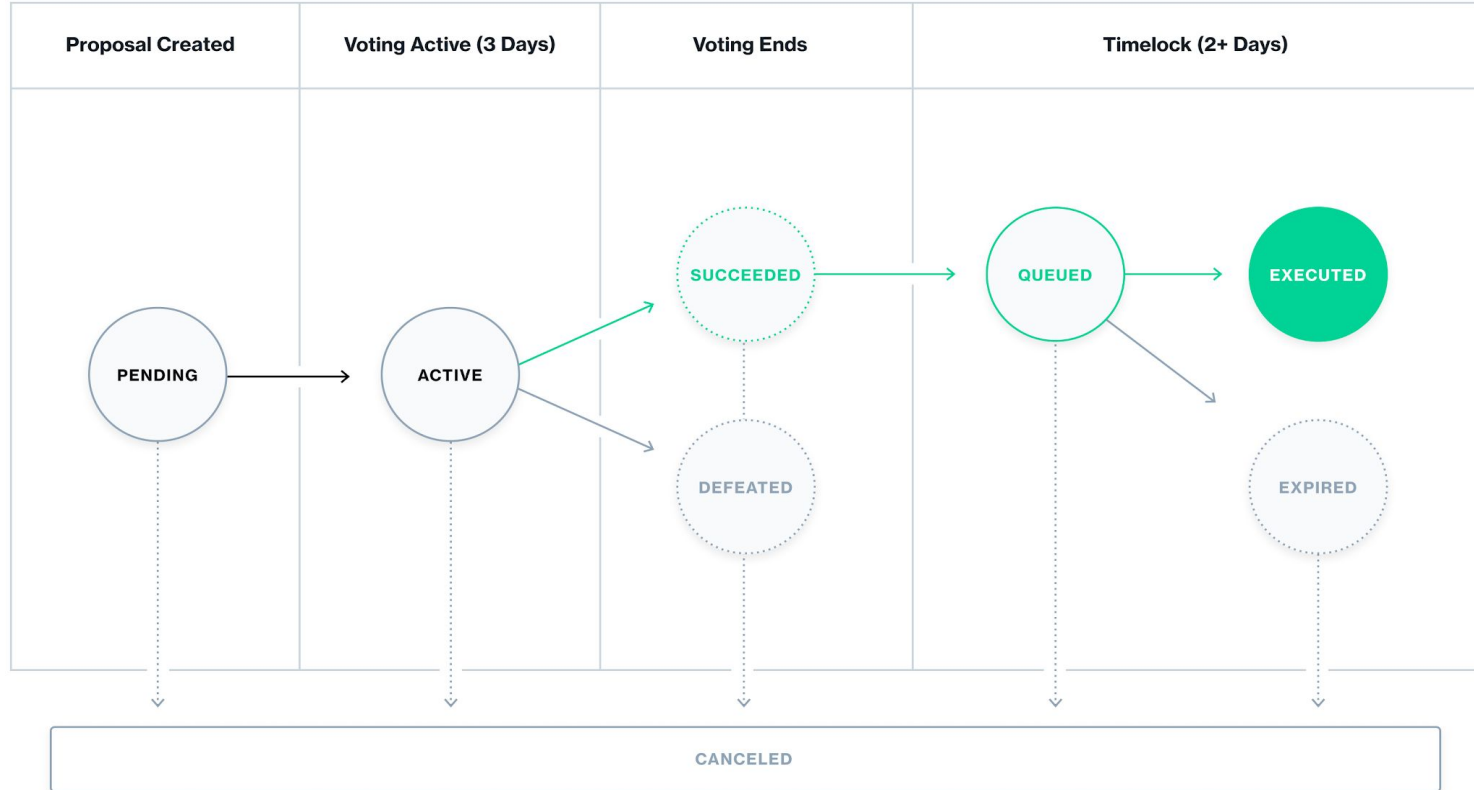 Proposal Created
Voting Active (3 Days)
Voting Ends
Timelock (2+ Days)
SUCCEEDED
QUEUED
EXECUTED
PENDING
ACTIVE
DEFEATED
EXPIRED
CANCELED